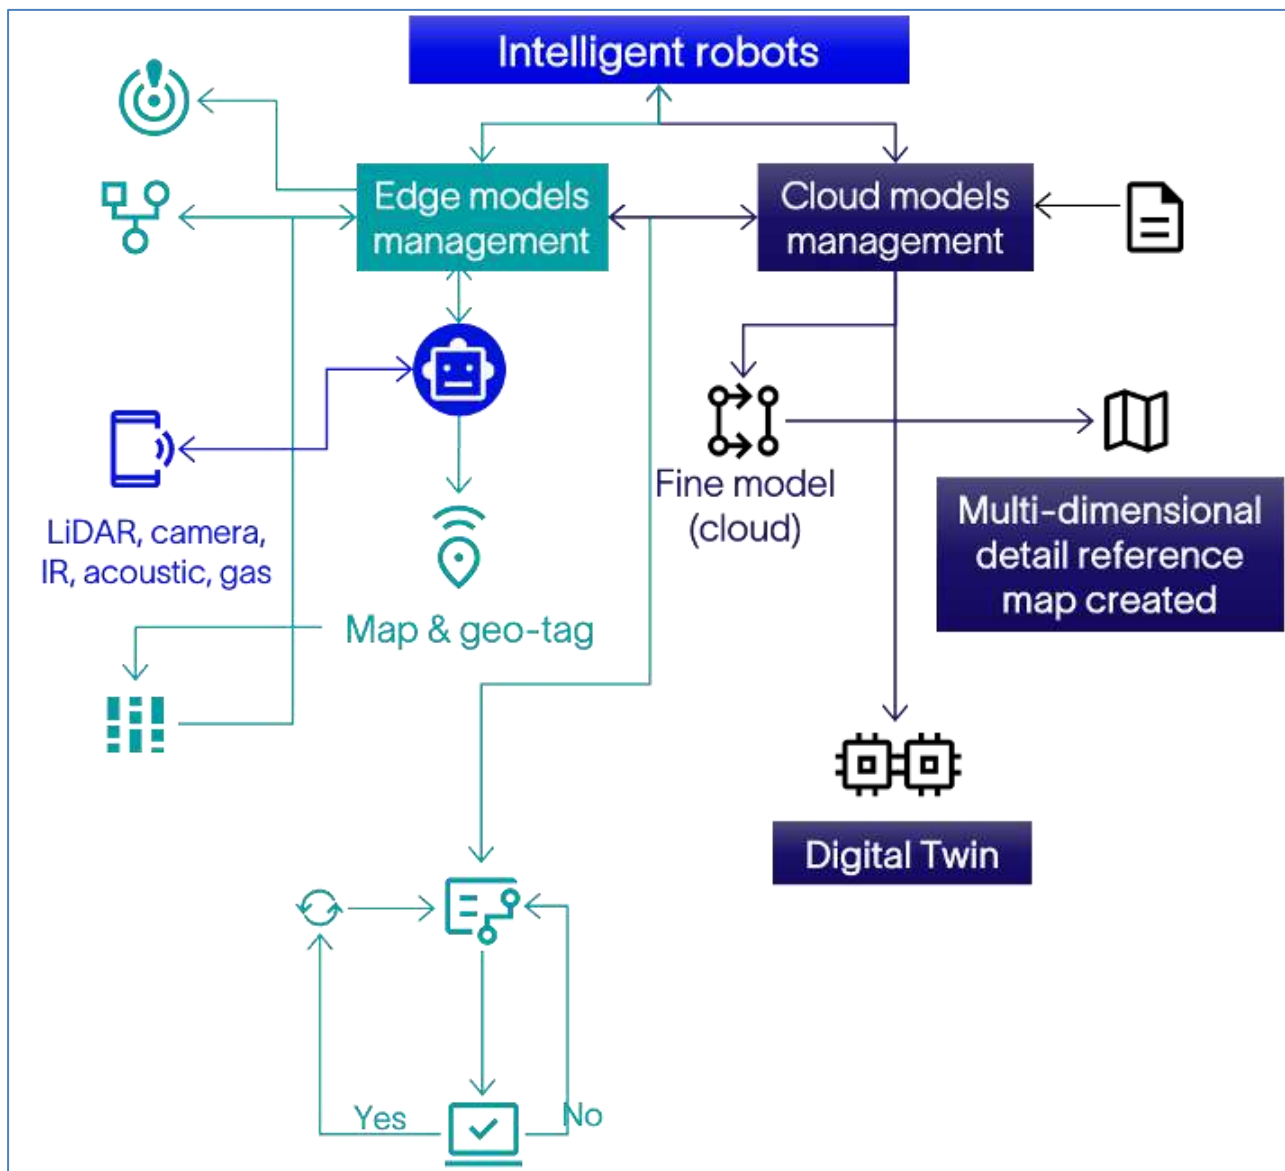 Intelligent robots
Edge models
management
Cloud models
management
LiDAR, camera,
IR, acoustic, gas
Fine model
(cloud)
Multi-dimensional
detail reference
map created
Map & geo-tag
Digital Twin
Yes
No